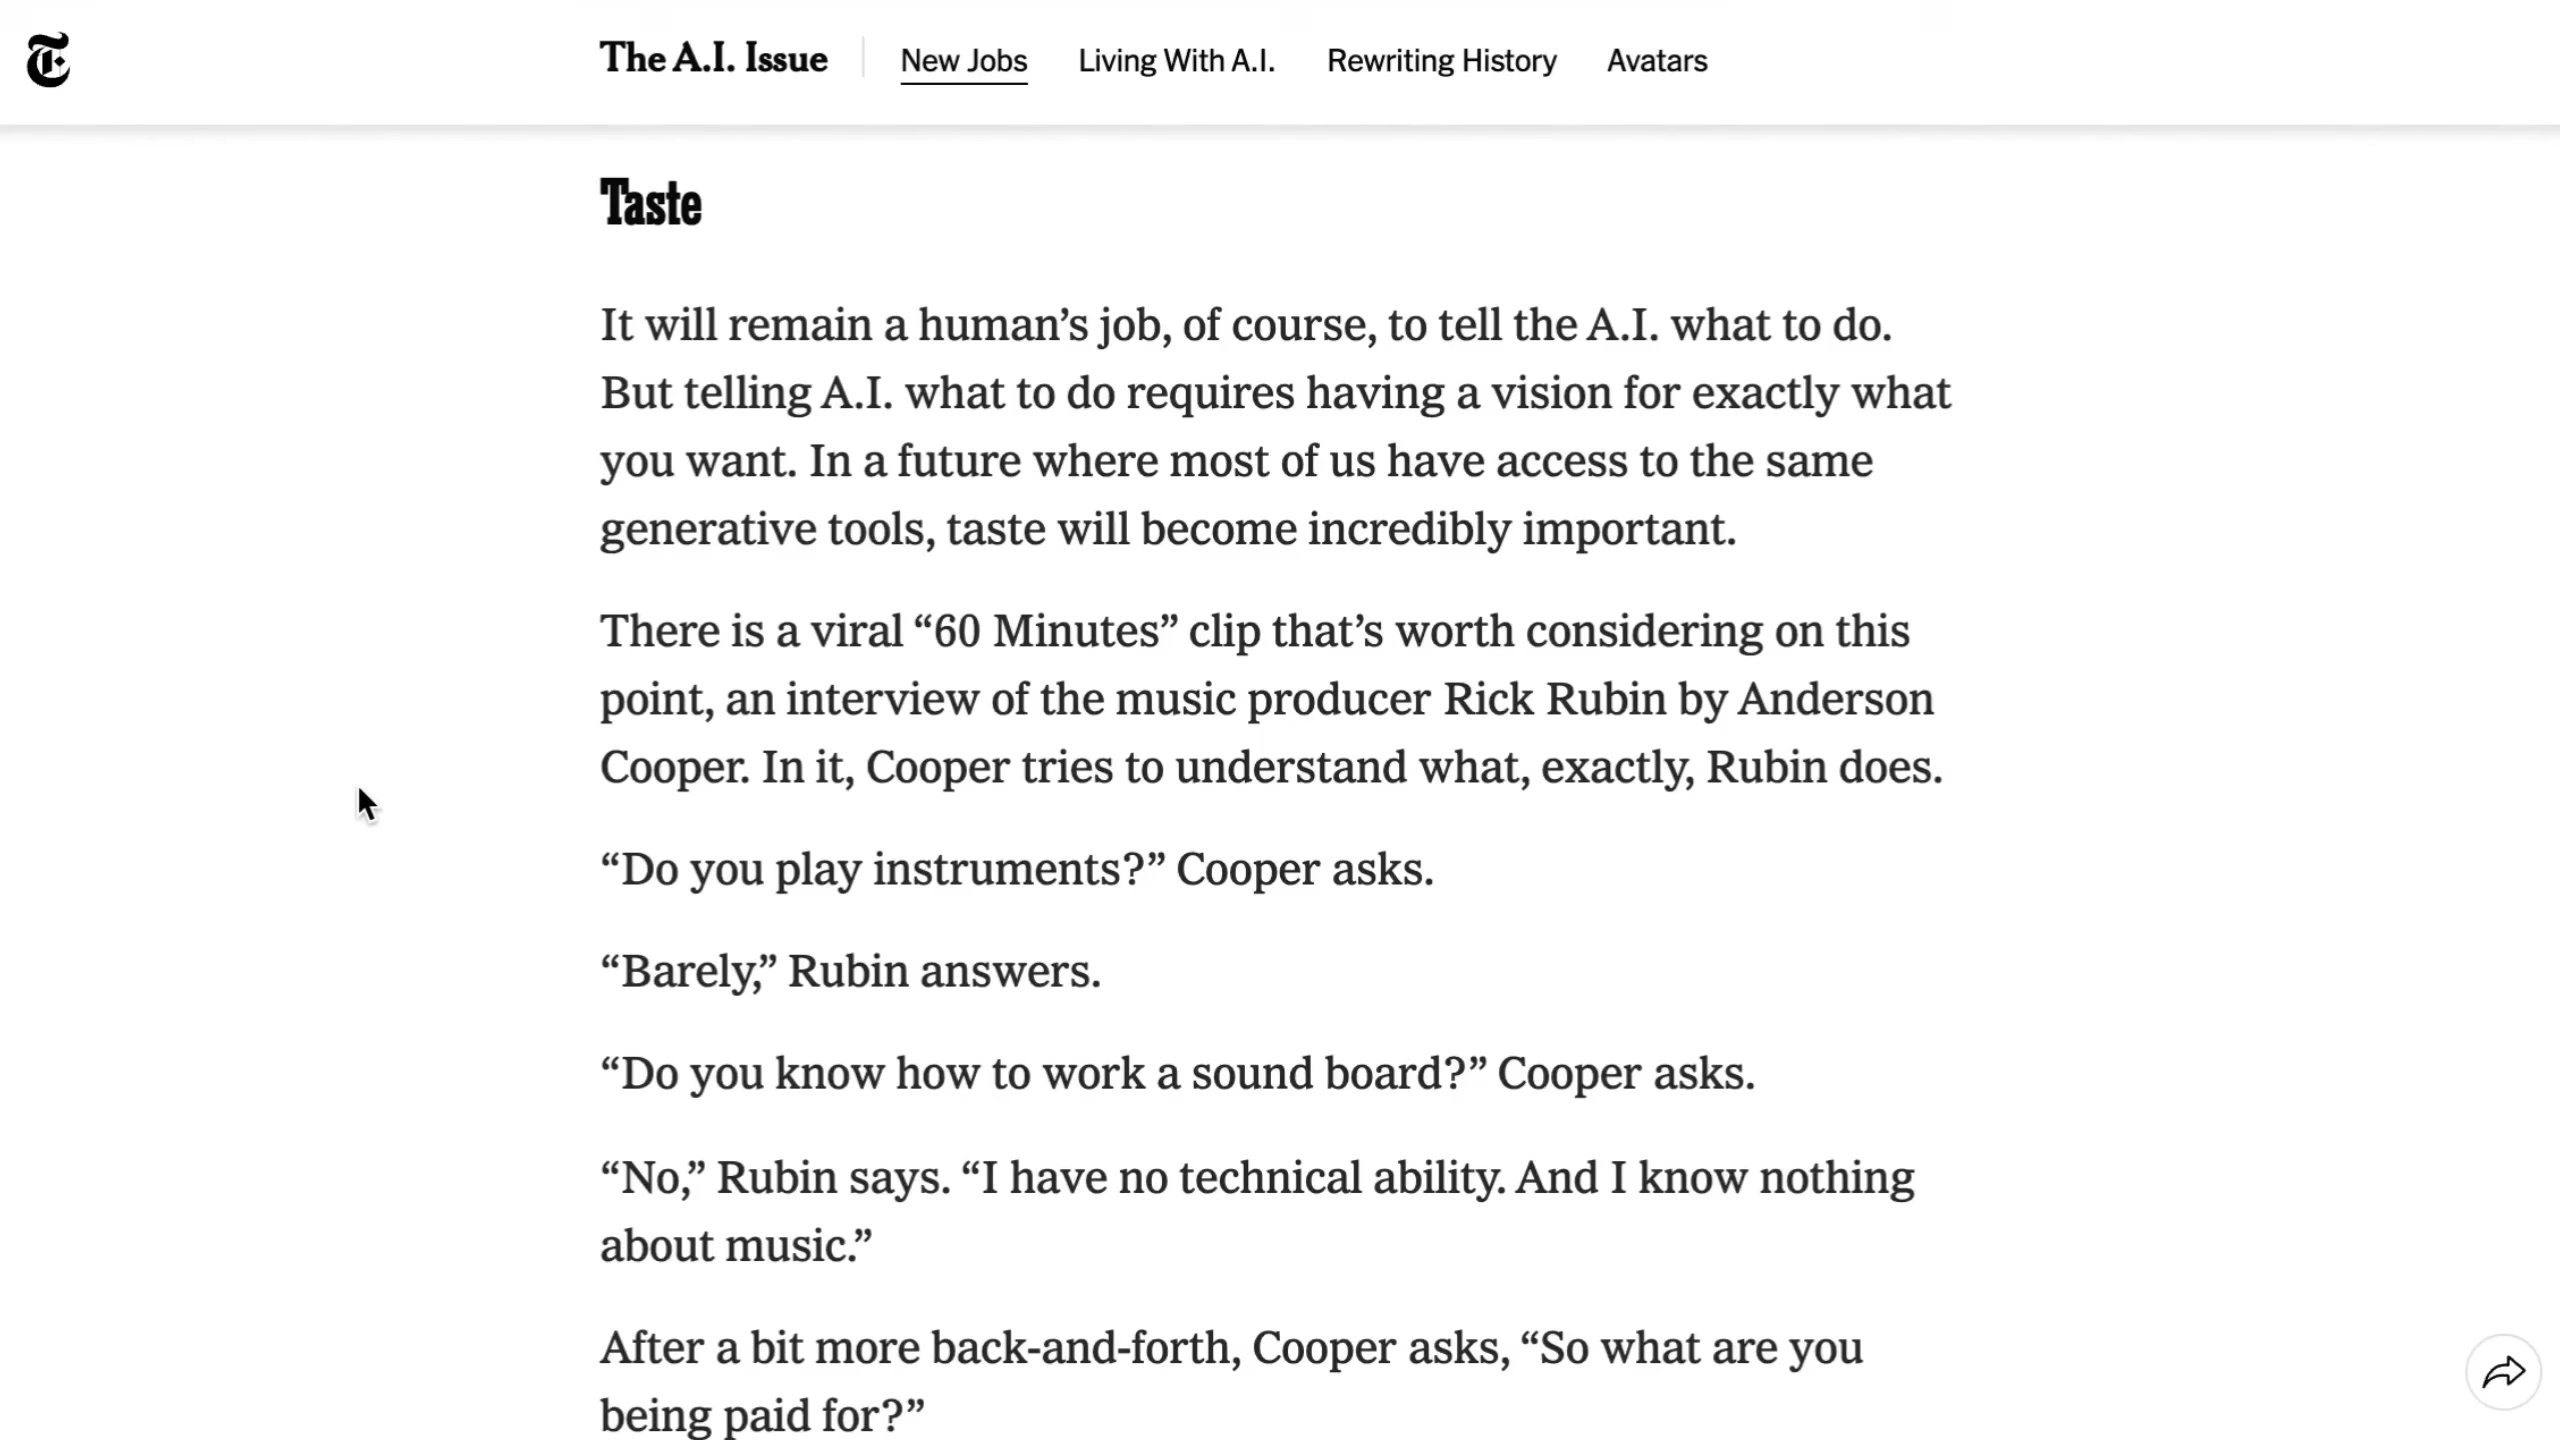 The A.I. Issue
New Jobs
Living With A.I.
Rewriting History
Avatars
Taste
It will remain a human’s job, of course, to tell the A.I. what to do.
But telling A.I. what to do requires having a vision for exactly what
you want. In a future where most of us have access to the same
generative tools, taste will become incredibly important.
There is a viral “60 Minutes” clip that’s worth considering on this
point, an interview of the music producer Rick Rubin by Anderson
Cooper. In it, Cooper tries to understand what, exactly, Rubin does.
“Do you play instruments?” Cooper asks.
“Barely,” Rubin answers.
“Do you know how to work a sound board?” Cooper asks.
“No,” Rubin says. “I have no technical ability. And I know nothing
about music.”
After a bit more back-and-forth, Cooper asks, “So what are you
being paid for?”